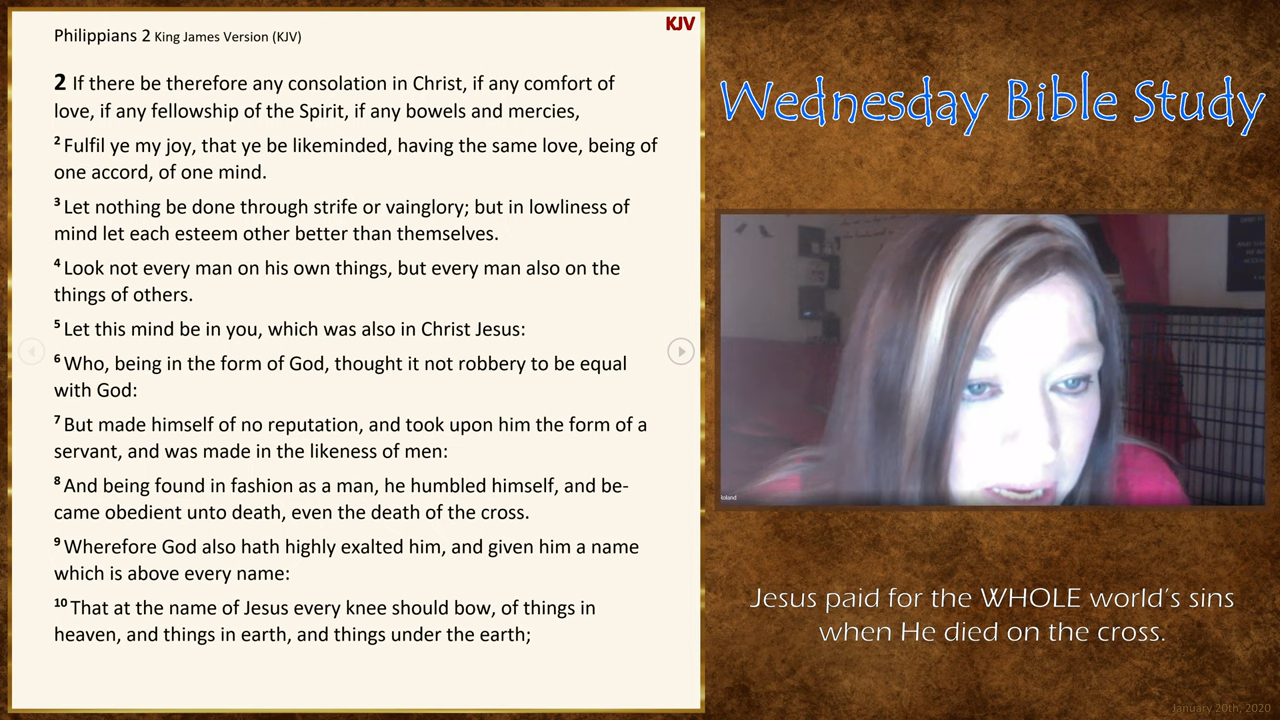 KJV
Philippians 2 King James Version (KJV)
2 If there be therefore any consolation in Christ, if any comfort of
love, if any fellowship of the Spirit, if any bowels and mercies,
2 Fulfil ye my joy, that ye be likeminded, having the same love, being of
one accord, of one mind.
3 Let nothing be done through strife or vainglory; but in lowliness of
mind let each esteem other better than themselves.
4 Look not every man on his own things, but every man also on the
things of others.
5 Let this mind be in you, which was also in Christ Jesus:
6 Who, being in the form of God, thought it not robbery to be equal
with God:
7 But made himself of no reputation, and took upon him the form of a
servant, and was made in the likeness of men:
8 And being found in fashion as a man, he humbled himself, and be-
came obedient unto death, even the death of the cross.
9 Wherefore God also hath highly exalted him, and given him a name
which is above every name:
10 That at the name of Jesus every knee should bow, of things in
heaven, and things in earth, and things under the earth;
Wednesday Bible Study
Jesus paid for the WHOLE world's sins
when He died on the cross.
January 20th, 2020